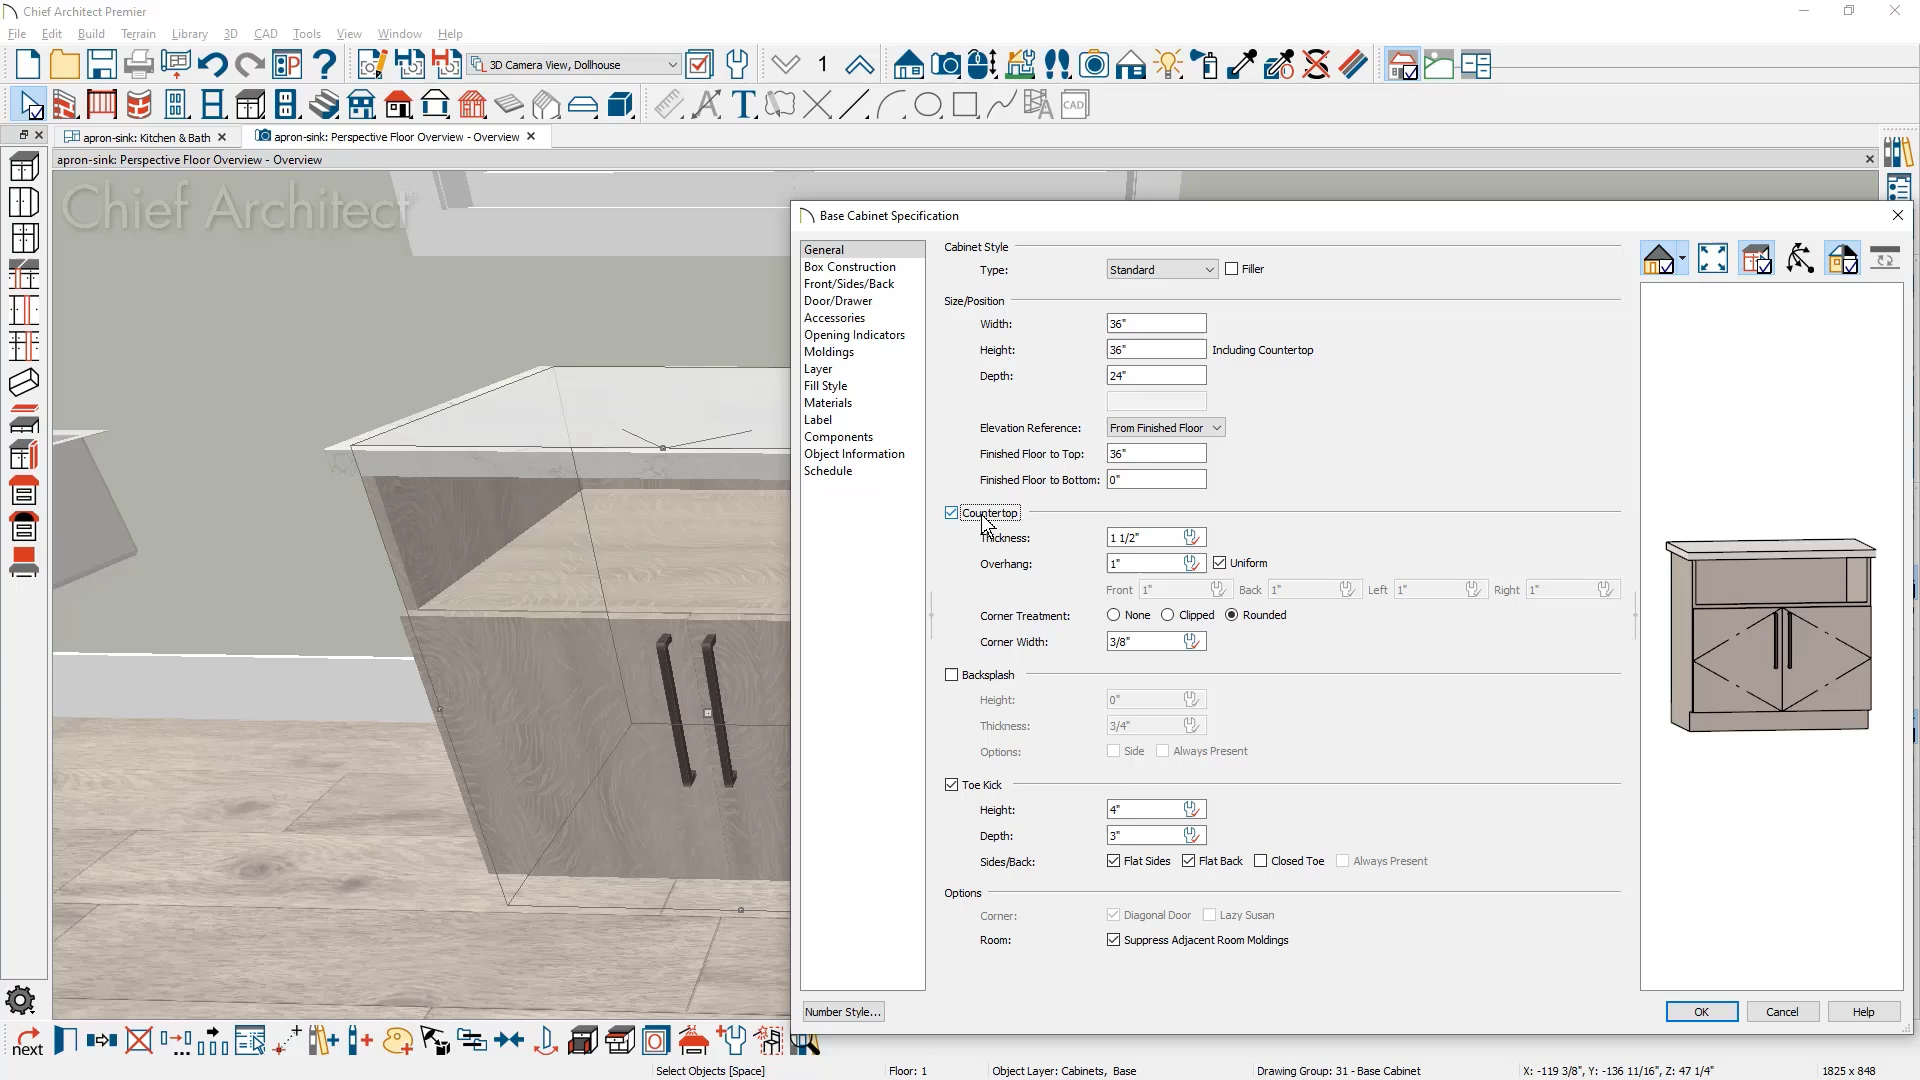 Chief Architect Premier
File Edit Build Terrain Library 3D CAD Tools View Window Help
3D Camera View, Dollhouse
1
CAD
apron-sink: Kitchen & Bath
apron-sink: Perspective Floor Overview - Overview
apron-sink: Perspective Floor Overview - Overview
Chief Architect
Base Cabinet Specification
General
Box Construction
Front/Sides/Back
Door/Drawer
Accessories
Opening Indicators
Moldings
Layer
Fill Style
Materials
Label
Components
Object Information
Schedule
Cabinet Style
Type: Standard Filler
Size/Position
Width: 36"
Height: 36" Including Countertop
Depth: 24"
Elevation Reference: From Finished Floor
Finished Floor to Top: 36"
Finished Floor to Bottom: 0"
Countertop
Thickness: 1 1/2"
Overhang: 1" Uniform
Front 1" Back 1" Left 1" Right 1"
Corner Treatment: None Clipped Rounded
Corner Width: 3/8"
Backsplash
Height: 0"
Thickness: 3/4"
Options: Side Always Present
Toe Kick
Height: 4"
Depth: 3"
Sides/Back: Flat Sides Flat Back Closed Toe Always Present
Options
Corner: Diagonal Door Lazy Susan
Room: Suppress Adjacent Room Moldings
Number Style... OK Cancel Help
next
Select Objects [Space] Floor: 1 Object Layer: Cabinets, Base Drawing Group: 31 - Base Cabinet X: -119 3/8", Y: -136 11/16", Z: 47 1/4" 1825 x 848